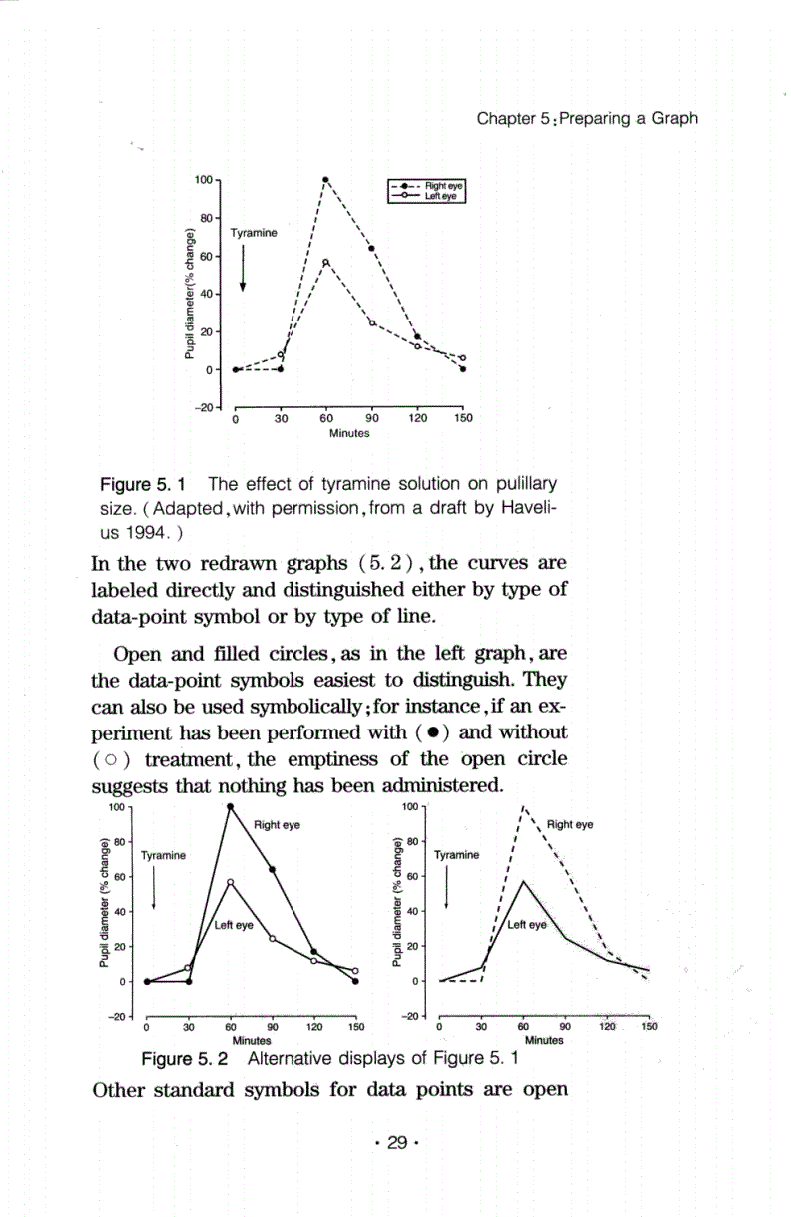 Chapter 5:Preparing a Graph
100
80
60
40
20
0
-20
Pupil diameter(% change)
Tyramine
Right eye
Left eye
0 30 60 90 120 150
Minutes
Figure 5. 1 The effect of tyramine solution on pulillary
size. (Adapted,with permission,from a draft by Haveli-
us 1994. )
In the two redrawn graphs (5. 2),the curves are
labeled directly and distinguished either by type of
data-point symbol or by type of line.
Open and filled circles,as in the left graph,are
the data-point symbols easiest to distinguish. They
can also be used symbolically;for instance,if an ex-
periment has been performed with (●) and without
(○) treatment, the emptiness of the open circle
suggests that nothing has been administered.
100
80
60
40
20
0
-20
Pupil diameter (% change)
Tyramine
Right eye
Left eye
0 30 60 90 120 150
Minutes
100
80
60
40
20
0
-20
Pupil diameter (% change)
Tyramine
Right eye
Left eye
0 30 60 90 120 150
Minutes
Figure 5. 2 Alternative displays of Figure 5. 1
Other standard symbols for data points are open
· 29 ·